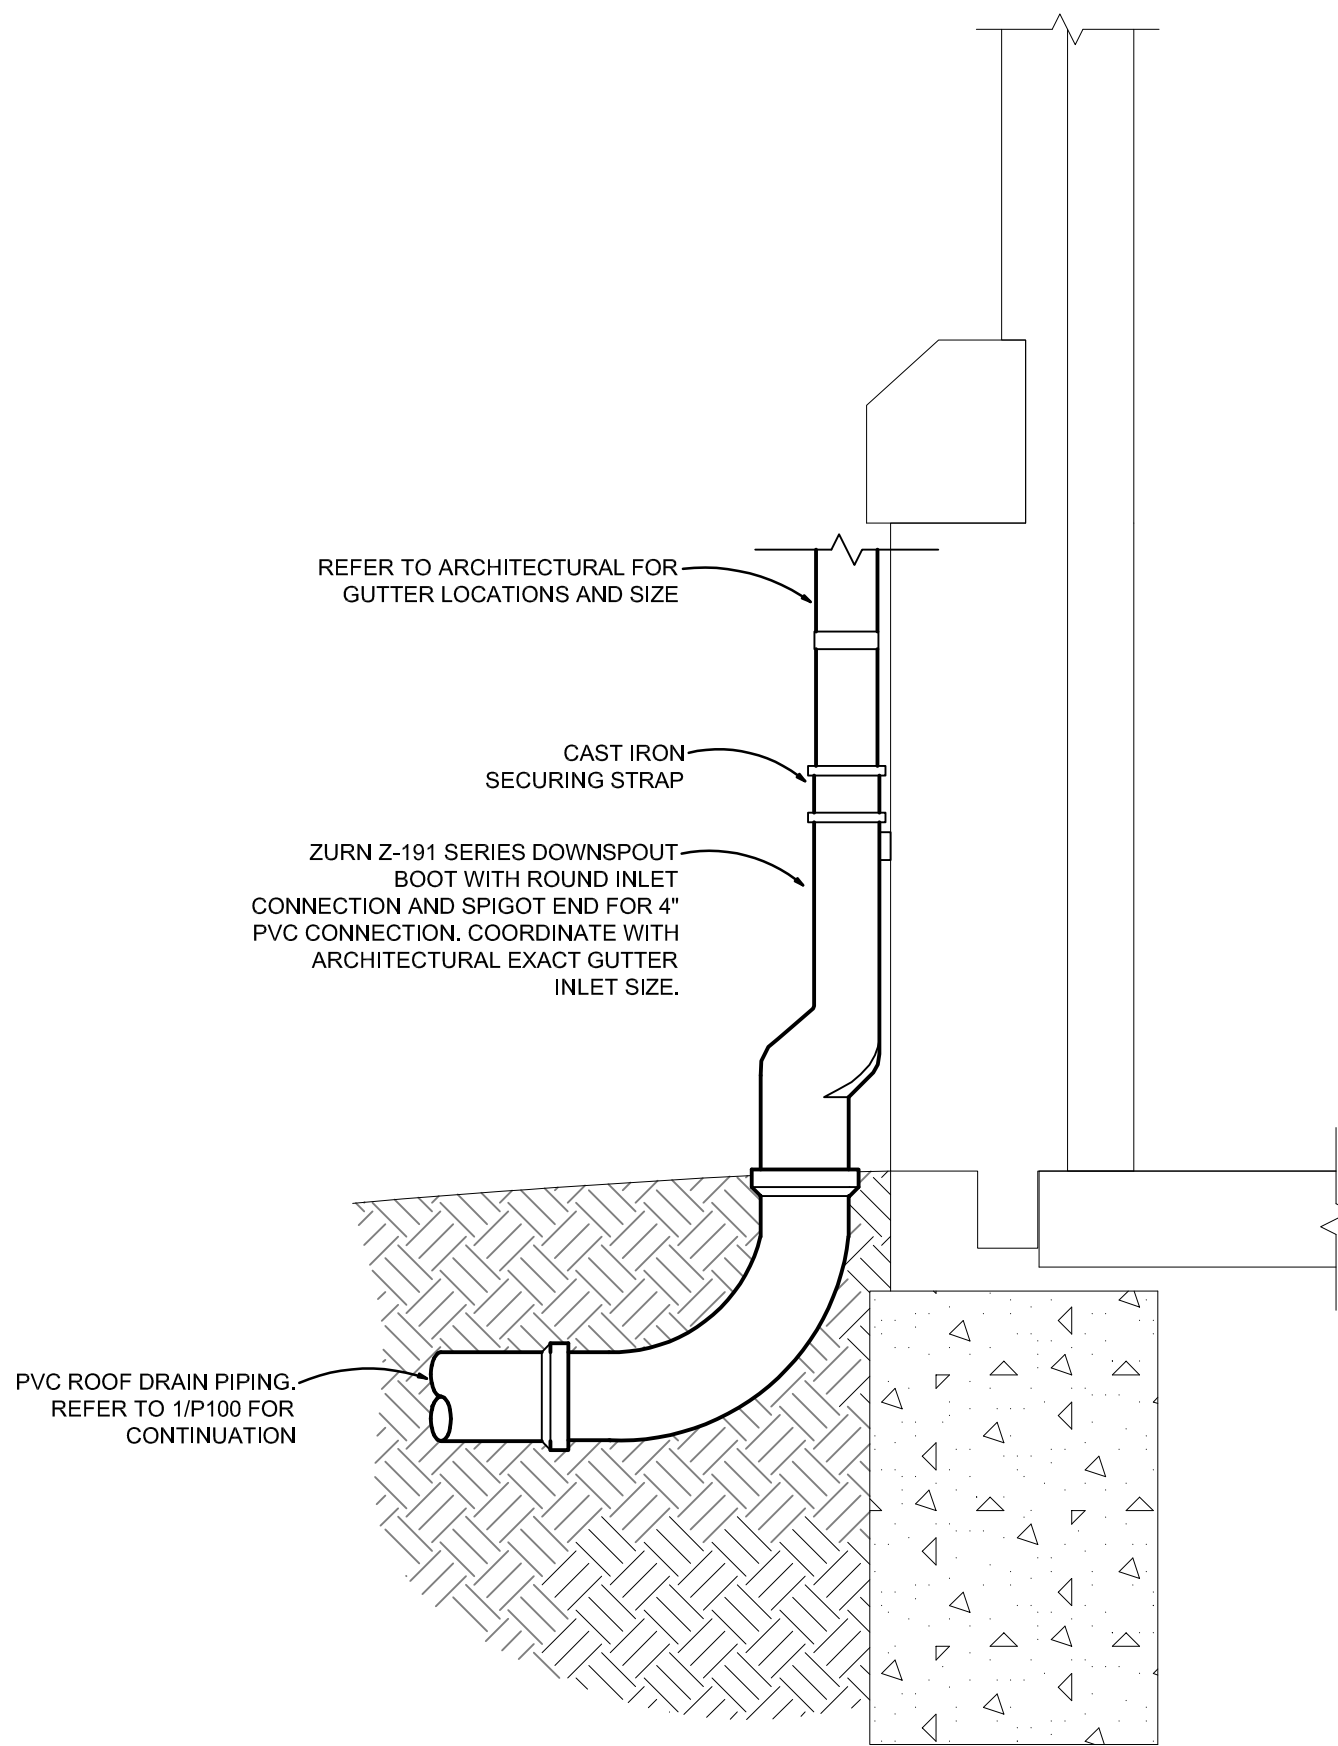 REFER TO ARCHITECTURAL FOR
GUTTER LOCATIONS AND SIZE
CAST IRON
SECURING STRAP
ZURN Z-191 SERIES DOWNSPOUT
BOOT WITH ROUND INLET
CONNECTION AND SPIGOT END FOR 4"
PVC CONNECTION. COORDINATE WITH
ARCHITECTURAL EXACT GUTTER
INLET SIZE.
PVC ROOF DRAIN PIPING.
REFER TO 1/P100 FOR
CONTINUATION